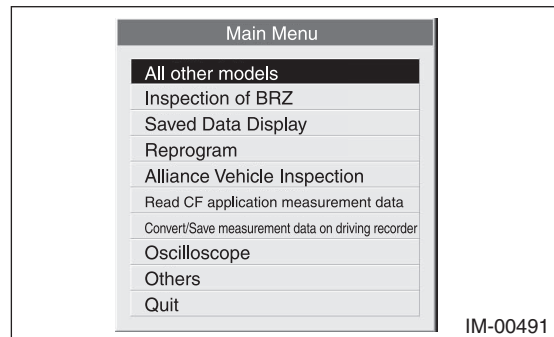 Main Menu
All other models
Inspection of BRZ
Saved Data Display
Reprogram
Alliance Vehicle Inspection
Read CF application measurement data
Convert/Save measurement data on driving recorder
Oscilloscope
Others
Quit
IM-00491